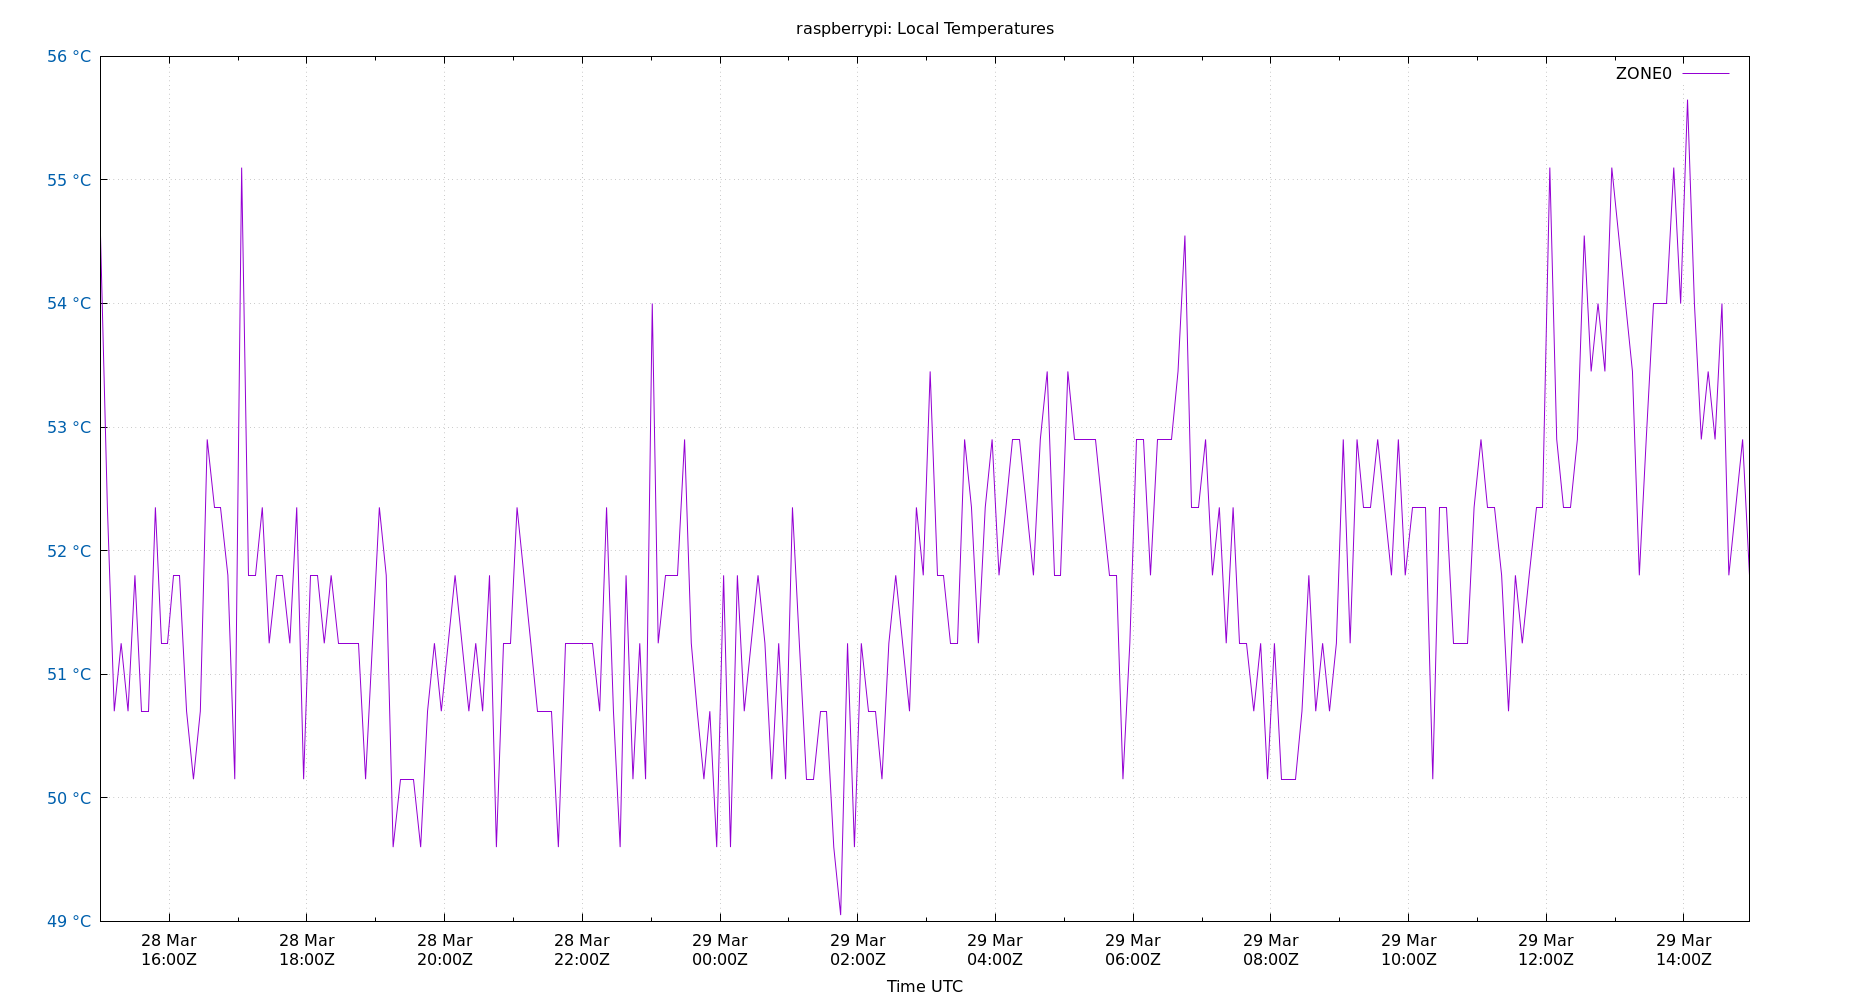 raspberrypi: Local Temperatures
56 °C
ZONE0
55 °C
54 °C
53 °C
52 °C
51 °C
50 °C
49 °C
28 Mar 28 Mar 28 Mar 28 Mar 29 Mar 29 Mar 29 Mar 29 Mar 29 Mar 29 Mar 29 Mar 29 Mar
16:00Z 18:00Z 20:00Z 22:00Z 00:00Z 02:00Z 04:00Z 06:00Z 08:00Z 10:00Z 12:00Z 14:00Z
Time UTC